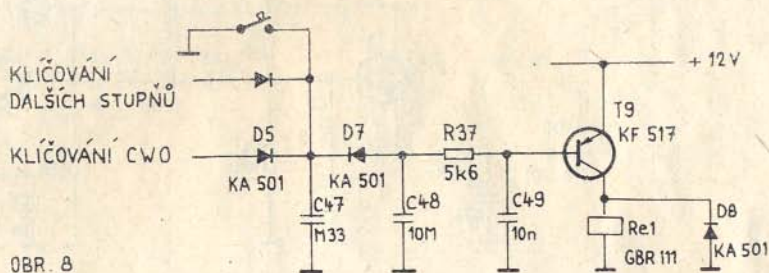 + 12V
KLÍČOVÁNÍ
DALŠÍCH STUPŇŮ
T9
KF 517
D5
D7
R37
KLÍČOVÁNÍ CWO
KA 501
KA 501
5k6
C47
M33
C48
10M
C49
10n
Re1
GBR 111
D8
KA 501
OBR. 8